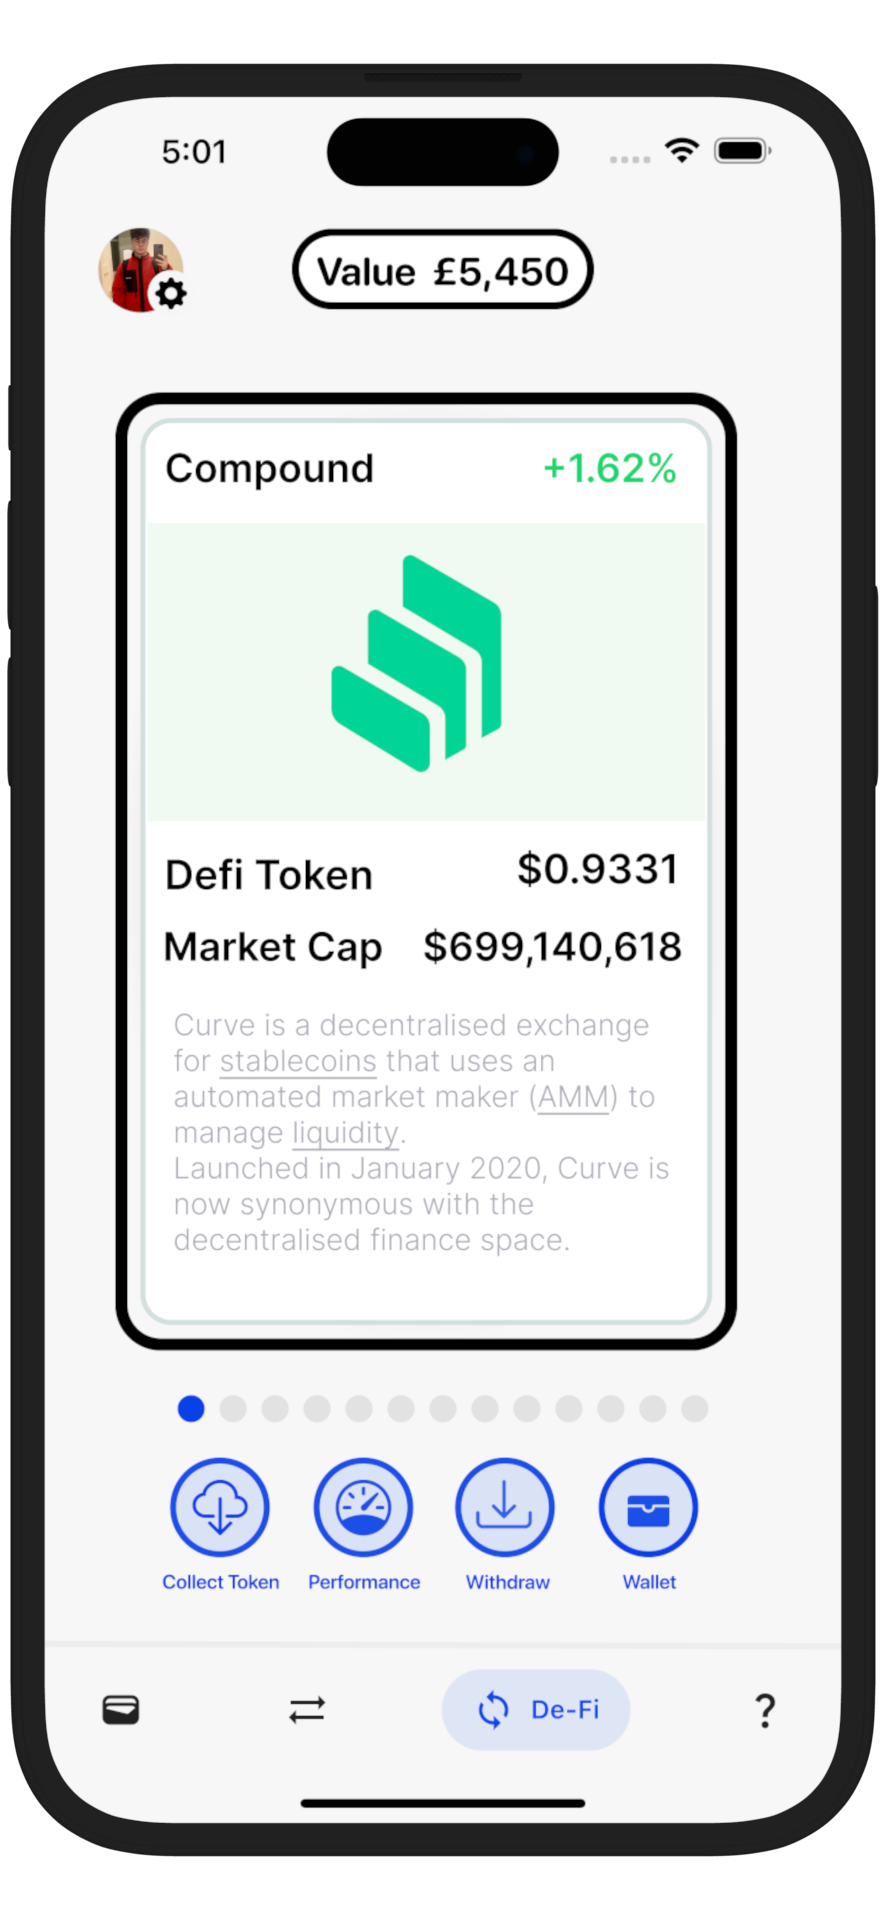 5:01
Value £5,450
Compound +1.62%
Defi Token $0.9331
Market Cap $699,140,618
Curve is a decentralised exchange
for stablecoins that uses an
automated market maker (AMM) to
manage liquidity.
Launched in January 2020, Curve is
now synonymous with the
decentralised finance space.
Collect Token Performance Withdraw Wallet
De-Fi ?